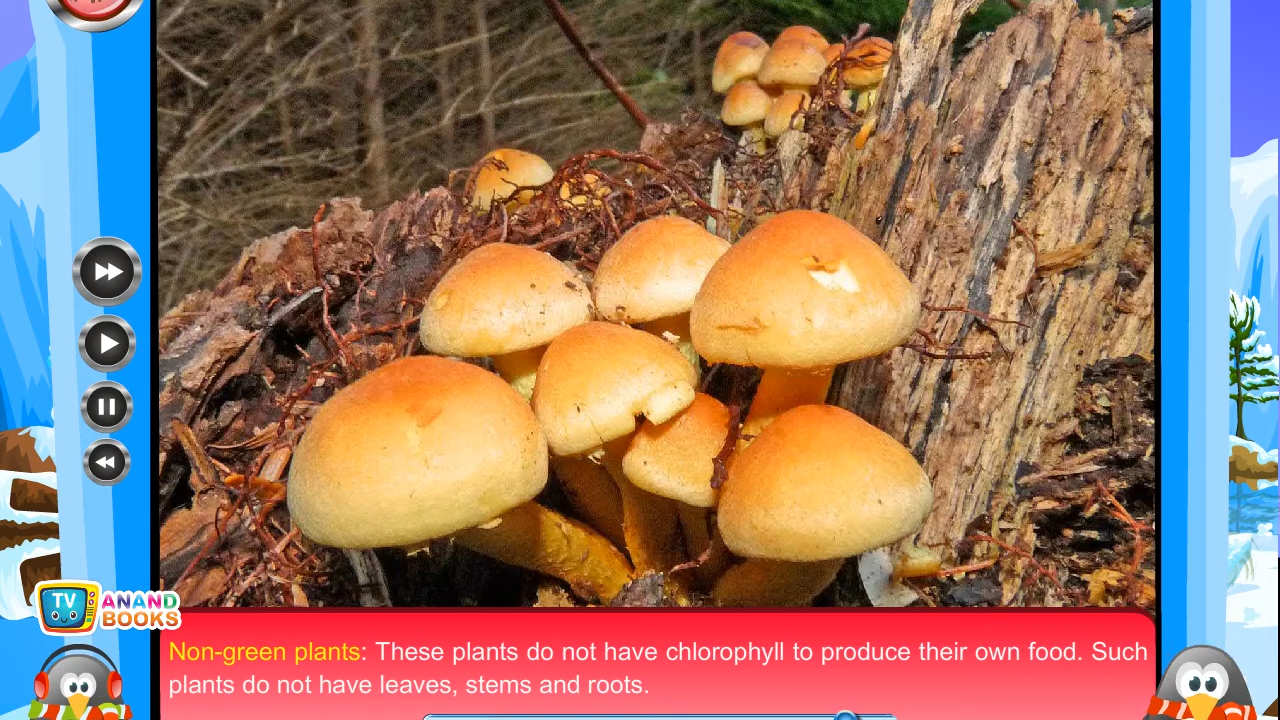 TV
ANAND
BOOKS
Non-green plants: These plants do not have chlorophyll to produce their own food. Such
plants do not have leaves, stems and roots.